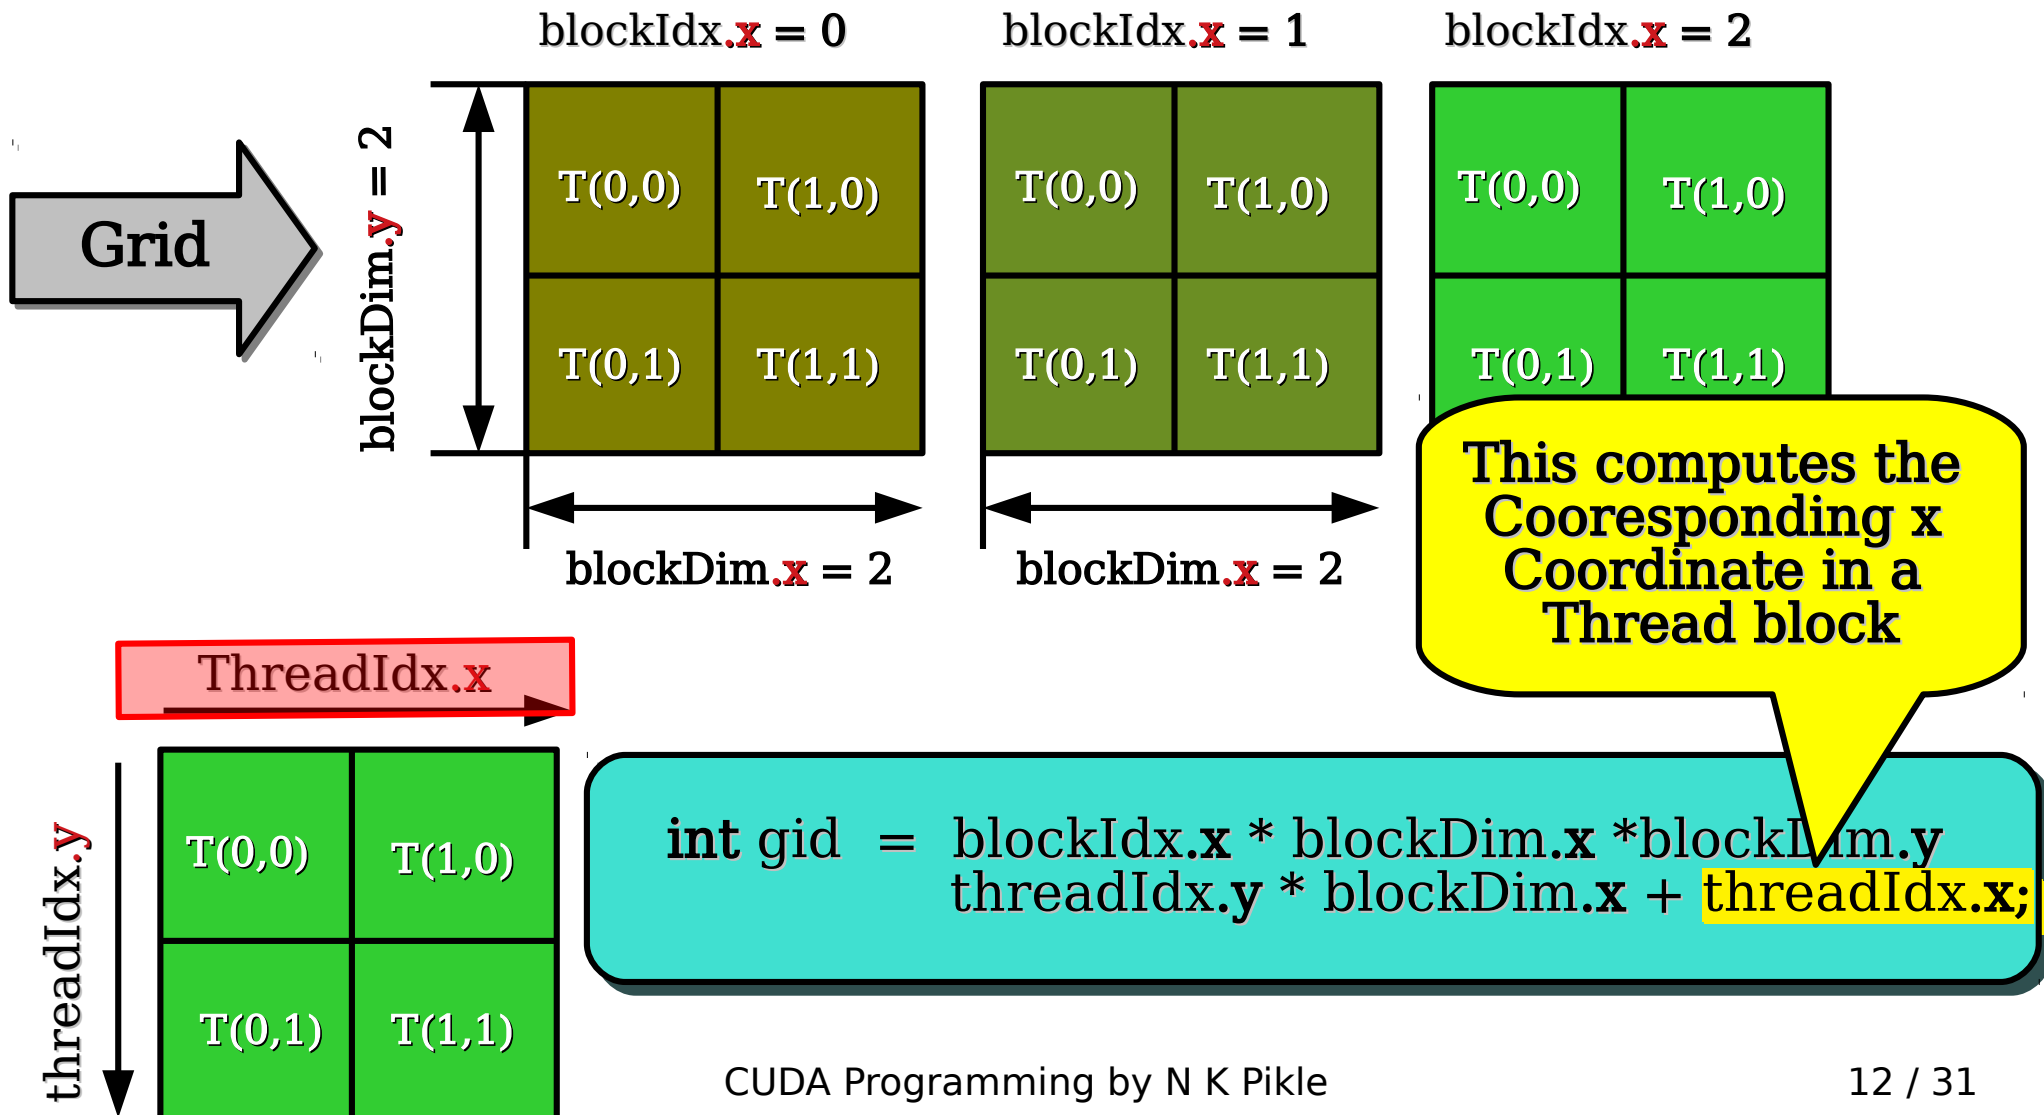 blockIdx.x = 0
blockIdx.x = 1
blockIdx.x = 2
Grid
blockDim.y = 2
T(0,0) T(1,0)
T(0,1) T(1,1)
T(0,0) T(1,0)
T(0,1) T(1,1)
T(0,0) T(1,0)
T(0,1) T(1,1)
blockDim.x = 2
blockDim.x = 2
This computes the
Cooresponding x
Coordinate in a
Thread block
ThreadIdx.x
threadIdx.y
T(0,0) T(1,0)
T(0,1) T(1,1)
int gid = blockIdx.x * blockDim.x *blockDim.y
threadIdx.y * blockDim.x + threadIdx.x;
CUDA Programming by N K Pikle
12 / 31